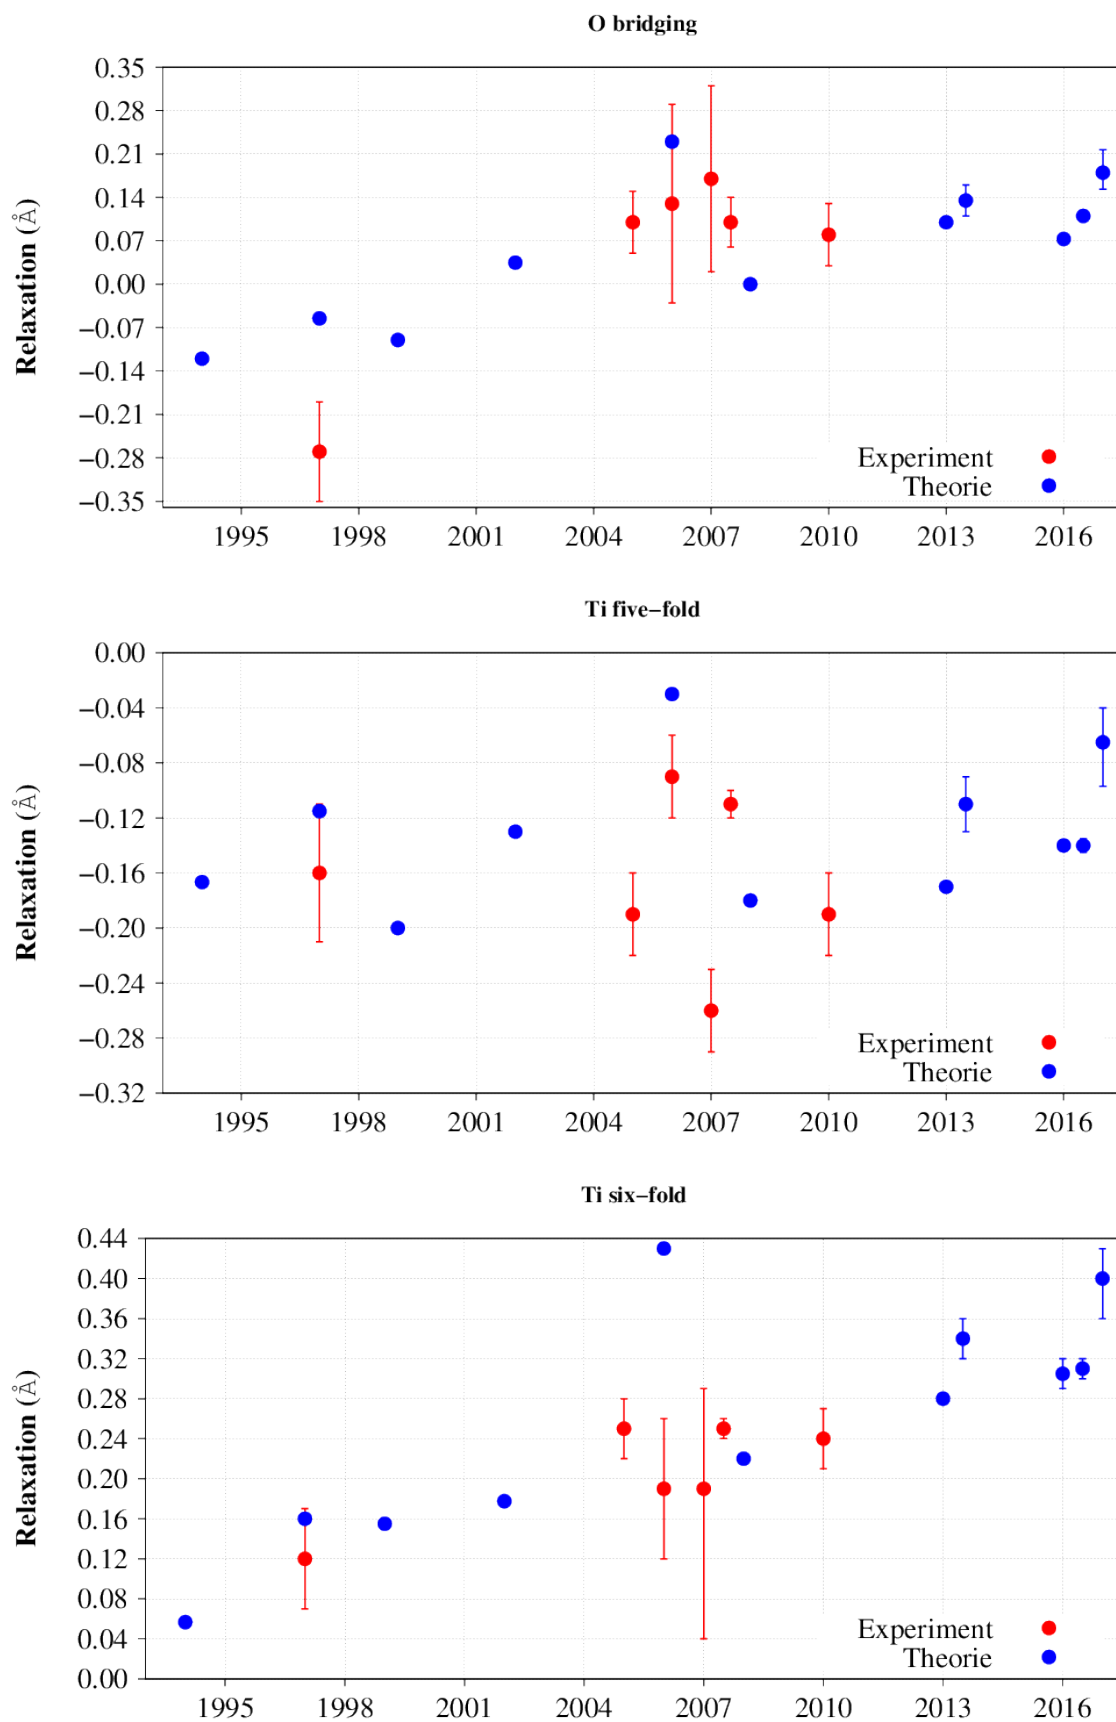 O bridging
Relaxation (Å)
0.35
0.28
0.21
0.14
0.07
0.00
−0.07
−0.14
−0.21
−0.28
−0.35
Experiment
Theorie
1995 1998 2001 2004 2007 2010 2013 2016
Ti five−fold
Relaxation (Å)
0.00
−0.04
−0.08
−0.12
−0.16
−0.20
−0.24
−0.28
−0.32
Experiment
Theorie
1995 1998 2001 2004 2007 2010 2013 2016
Ti six−fold
Relaxation (Å)
0.44
0.40
0.36
0.32
0.28
0.24
0.20
0.16
0.12
0.08
0.04
0.00
Experiment
Theorie
1995 1998 2001 2004 2007 2010 2013 2016